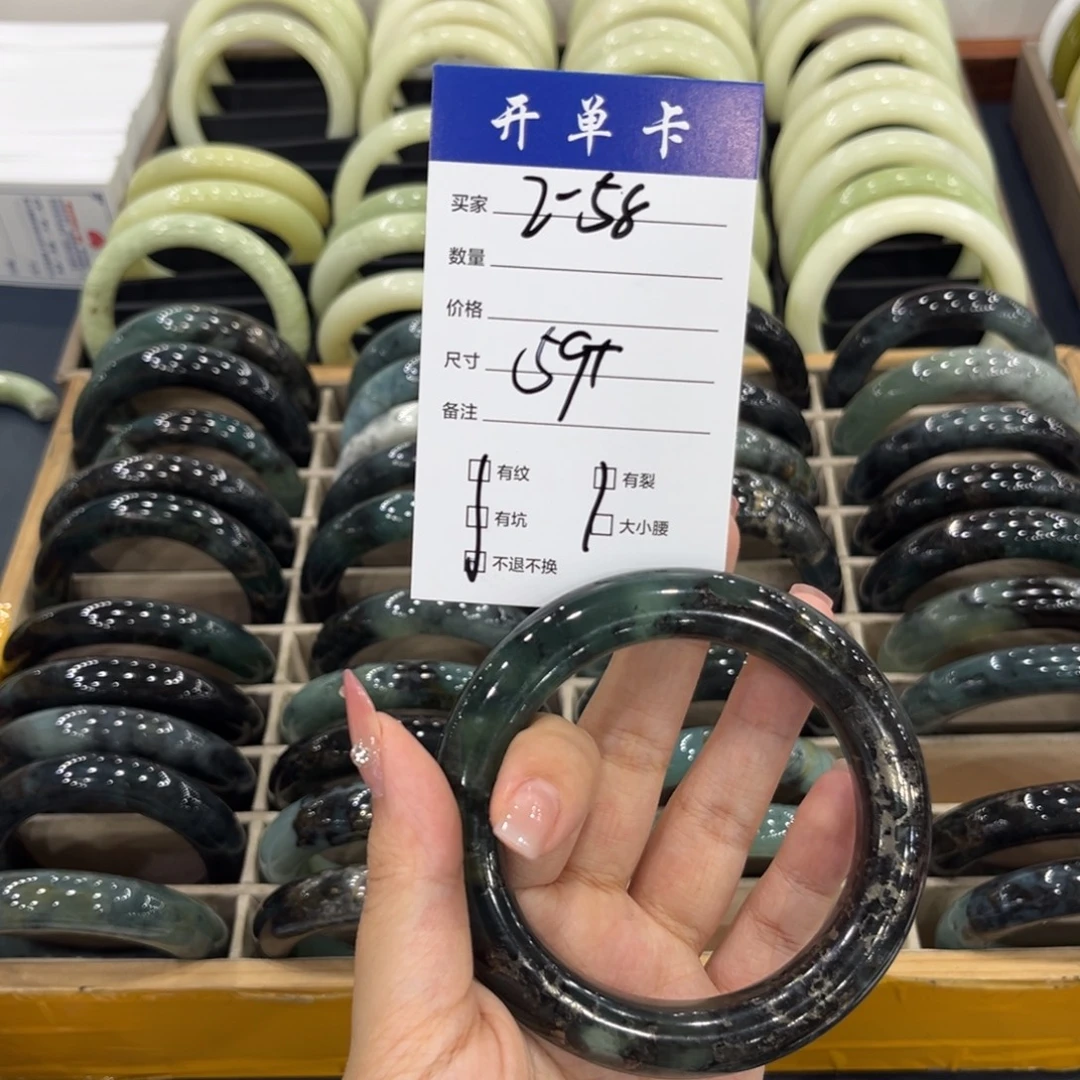 开单卡
买家 2-58
数量
价格
尺寸 59+
备注
有纹 有裂
有坑 大小腰
不退不换